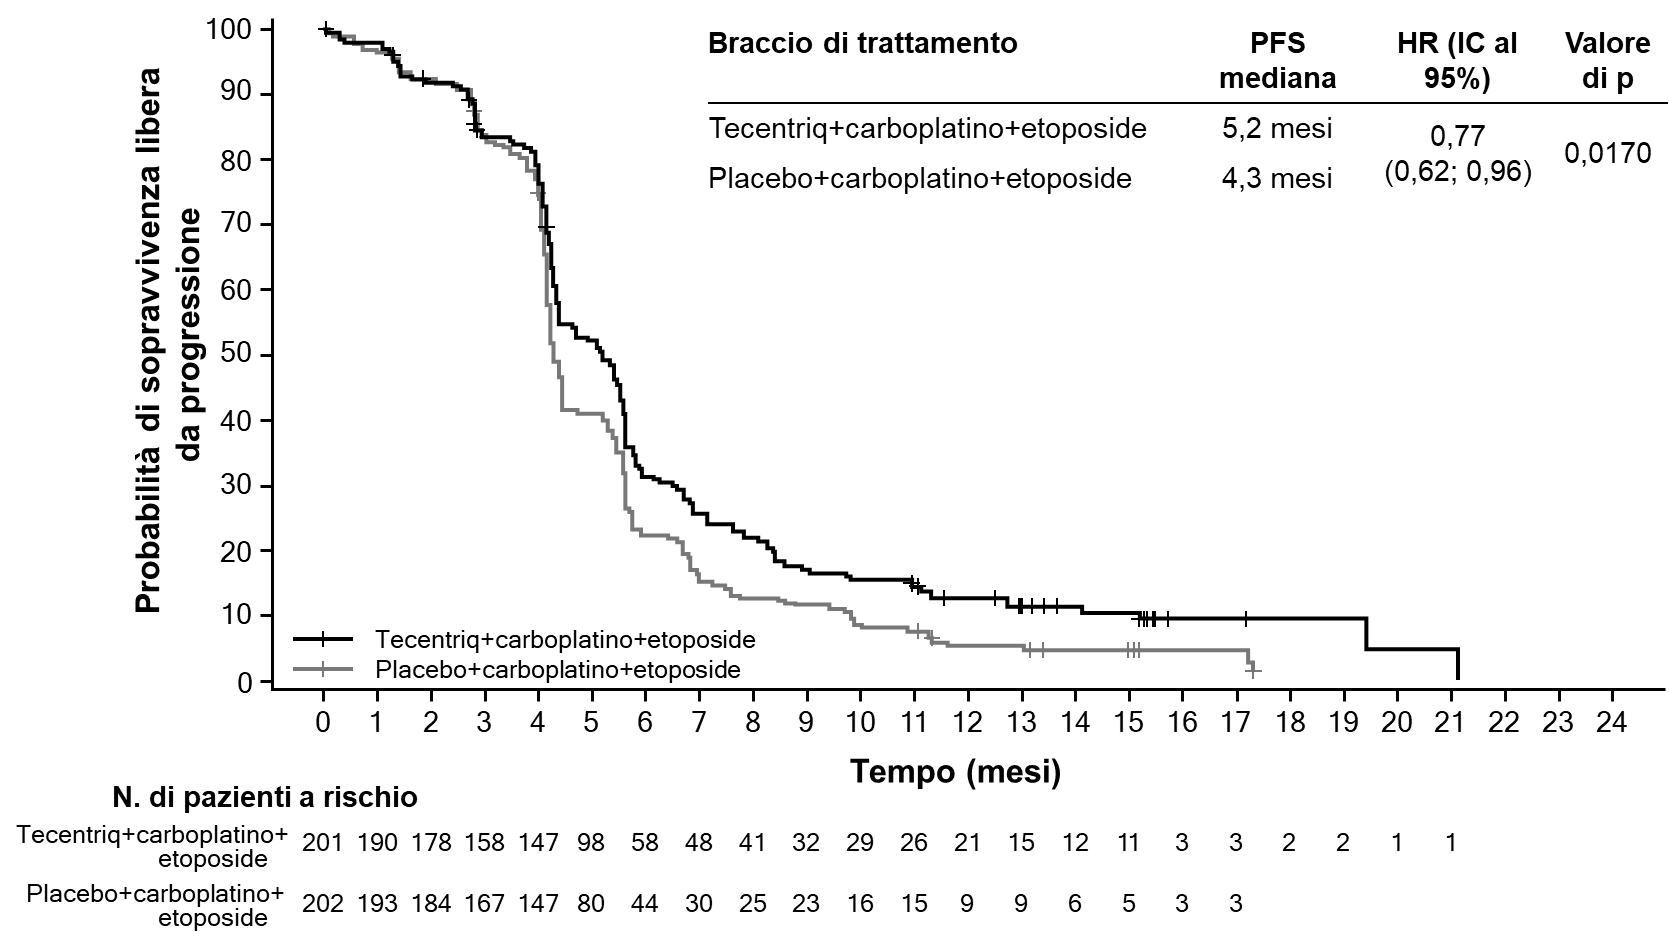 Braccio di trattamento PFS mediana HR (IC al 95%) Valore di p
Tecentriq+carboplatino+etoposide 5,2 mesi 0,77 (0,62; 0,96) 0,0170
Placebo+carboplatino+etoposide 4,3 mesi
Probabilità di sopravvivenza libera
da progressione
100
90
80
70
60
50
40
30
20
10
0
Tecentriq+carboplatino+etoposide
Placebo+carboplatino+etoposide
0 1 2 3 4 5 6 7 8 9 10 11 12 13 14 15 16 17 18 19 20 21 22 23 24
Tempo (mesi)
N. di pazienti a rischio
Tecentriq+carboplatino+
etoposide 201 190 178 158 147 98 58 48 41 32 29 26 21 15 12 11 3 3 2 2 1 1
Placebo+carboplatino+
etoposide 202 193 184 167 147 80 44 30 25 23 16 15 9 9 6 5 3 3